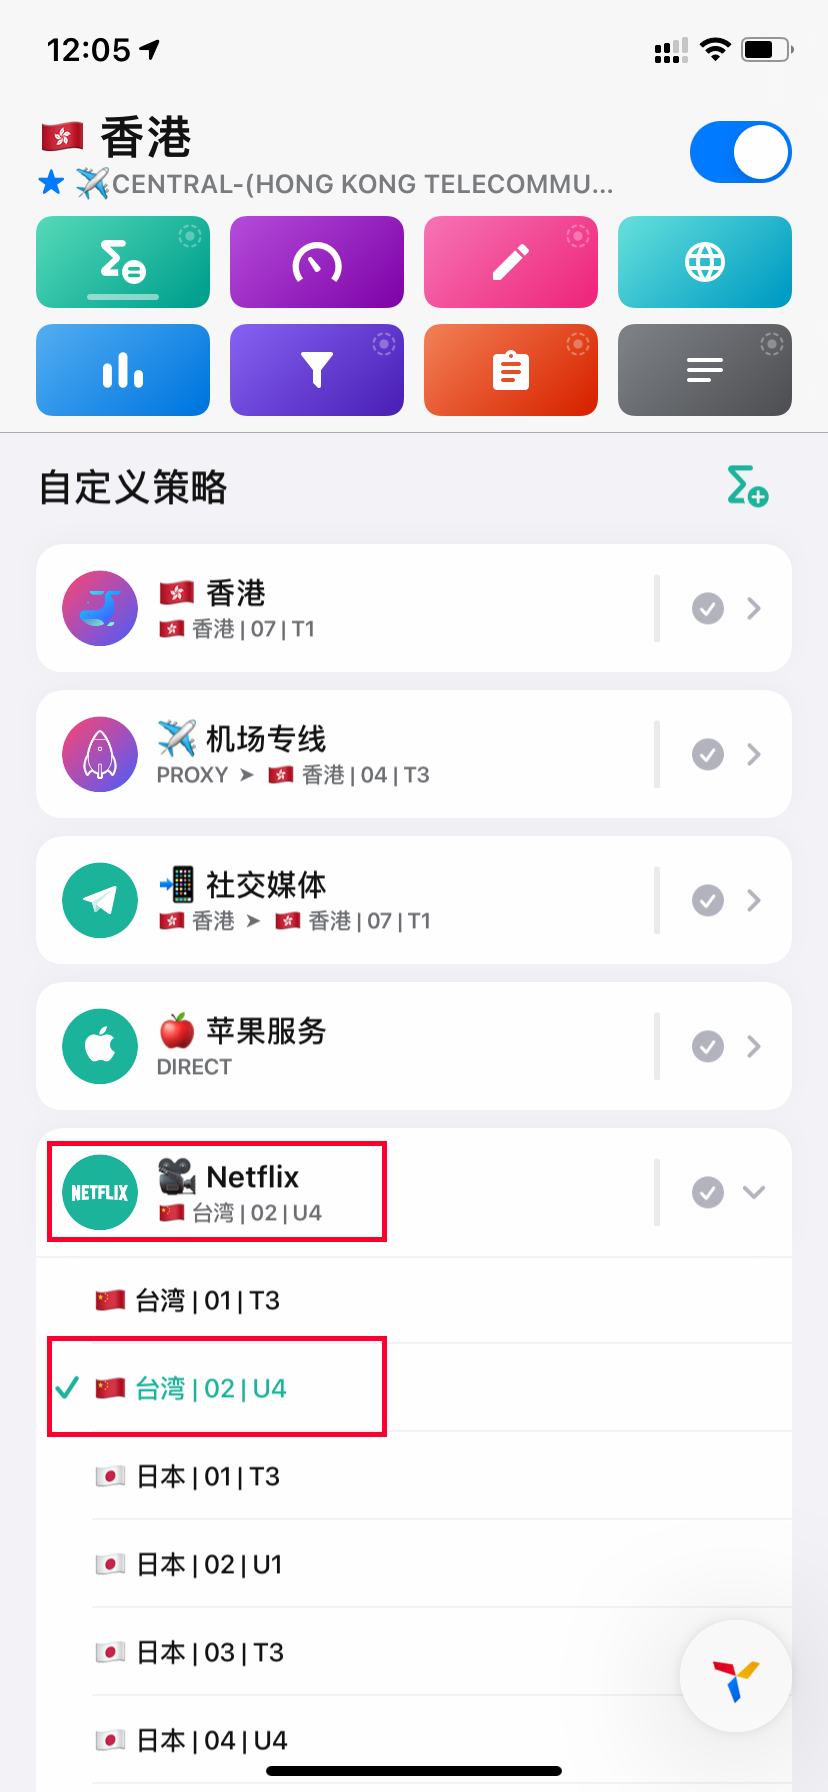 12:05
🇭🇰 香港
✈️CENTRAL-(HONG KONG TELECOMMU...
自定义策略
🇭🇰 香港
🇭🇰 香港 | 07 | T1
✈️ 机场专线
PROXY ➤ 🇭🇰 香港 | 04 | T3
📲 社交媒体
🇭🇰 香港 ➤ 🇭🇰 香港 | 07 | T1
🍎 苹果服务
DIRECT
NETFLIX
🎥 Netflix
🇨🇳 台湾 | 02 | U4
🇨🇳 台湾 | 01 | T3
🇨🇳 台湾 | 02 | U4
🇯🇵 日本 | 01 | T3
🇯🇵 日本 | 02 | U1
🇯🇵 日本 | 03 | T3
🇯🇵 日本 | 04 | U4